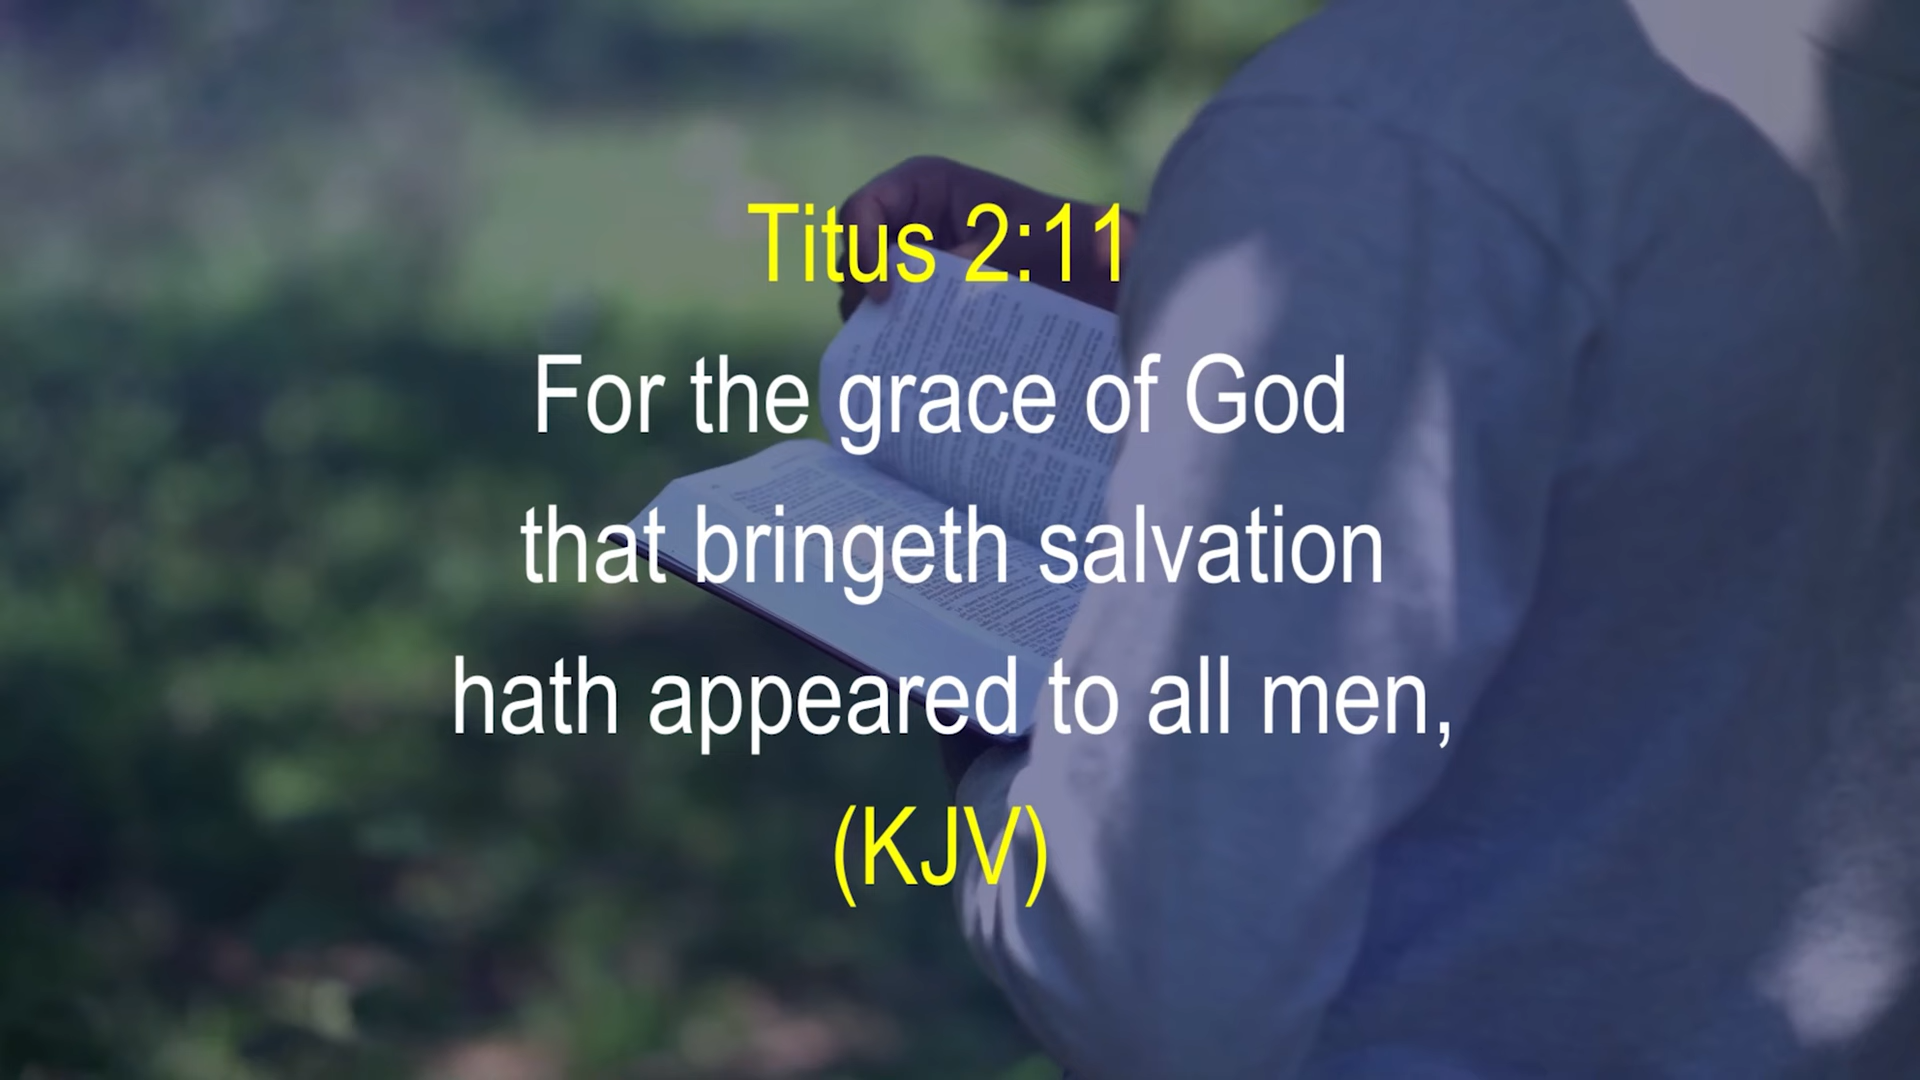 Titus 2:11
For the grace of God
that bringeth salvation
hath appeared to all men,
(KJV)